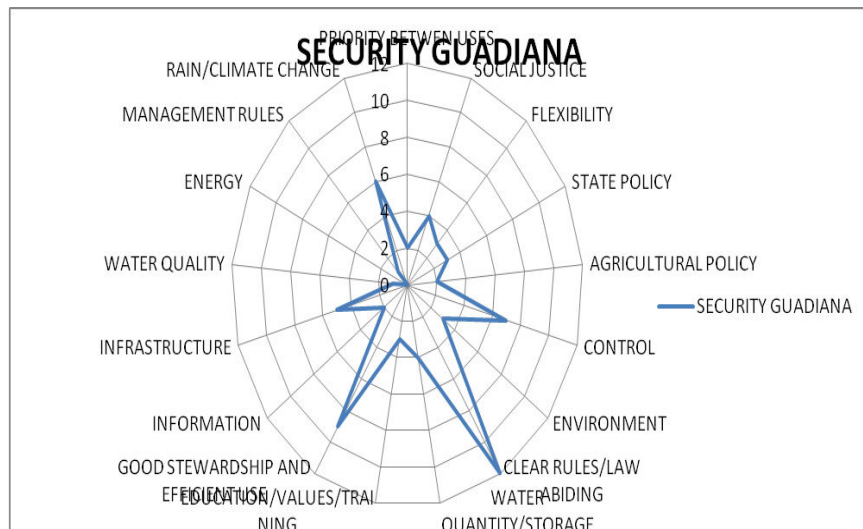 PRIORITY BETWEN USES
SECURITY GUADIANA
RAIN/CLIMATE CHANGE
SOCIAL JUSTICE
MANAGEMENT RULES
FLEXIBILITY
ENERGY
STATE POLICY
WATER QUALITY
AGRICULTURAL POLICY
INFRASTRUCTURE
CONTROL
INFORMATION
ENVIRONMENT
GOOD STEWARDSHIP AND
EFFICIENT USE
CLEAR RULES/LAW
ABIDING
EDUCATION/VALUES/TRAI
NING
WATER
QUANTITY/STORAGE
12
10
8
6
4
2
0
SECURITY GUADIANA